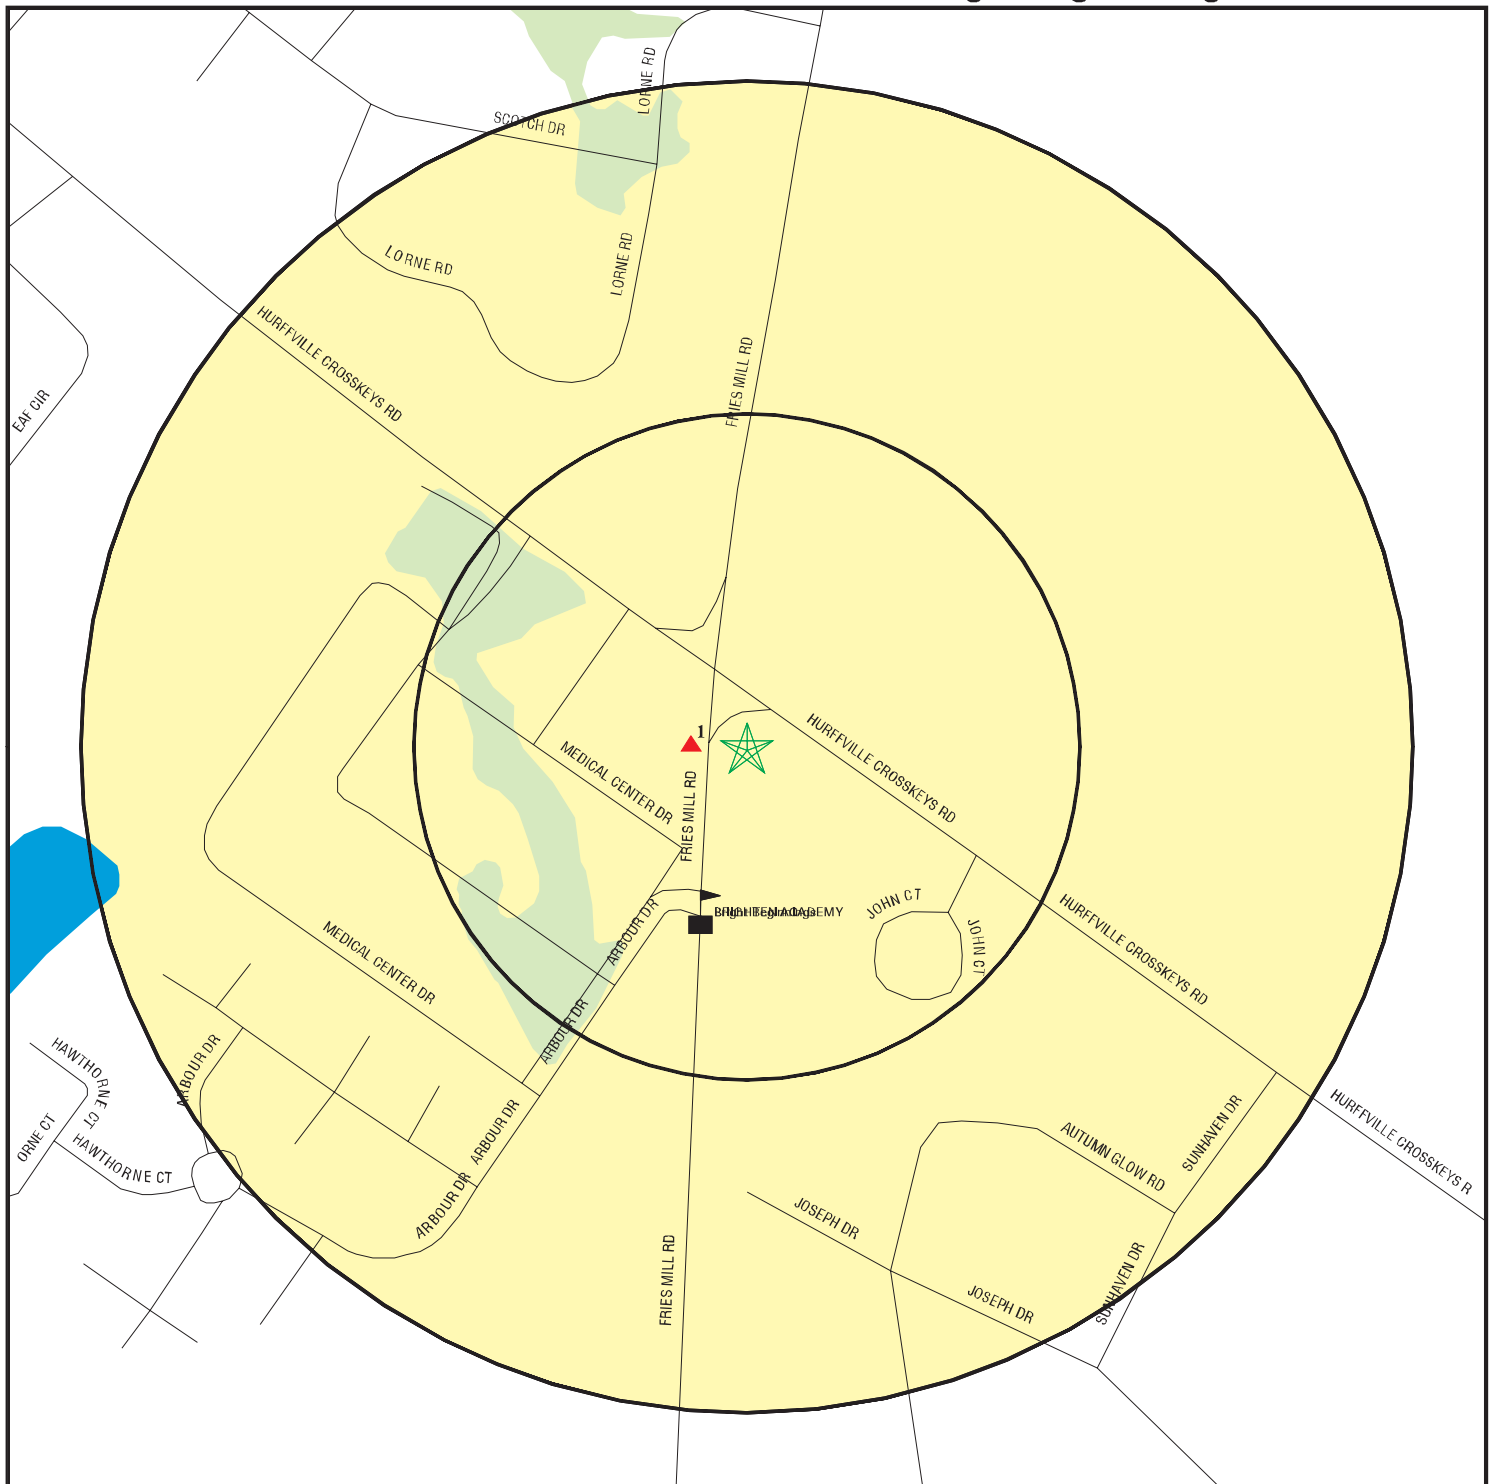 LORNE RD
SCOTCH DR
LORNE RD
LORNE RD
HURFFVILLE CROSSKEYS RD
FRIES MILL RD
EAF CIR
1
HURFFVILLE CROSSKEYS RD
MEDICAL CENTER DR
FRIES MILL RD
JOHN CT
ARBOUR DR
JOHN CT
HURFFVILLE CROSSKEYS RD
MEDICAL CENTER DR
ARBOUR DR
ARBOUR DR
HAWTHORNE CT
ORNE CT
HAWTHORNE CT
ARBOUR DR
ARBOUR DR
AUTUMN GLOW RD
SUNHAVEN DR
HURFFVILLE CROSSKEYS R
JOSEPH DR
FRIES MILL RD
JOSEPH DR
SUNHAVEN DR